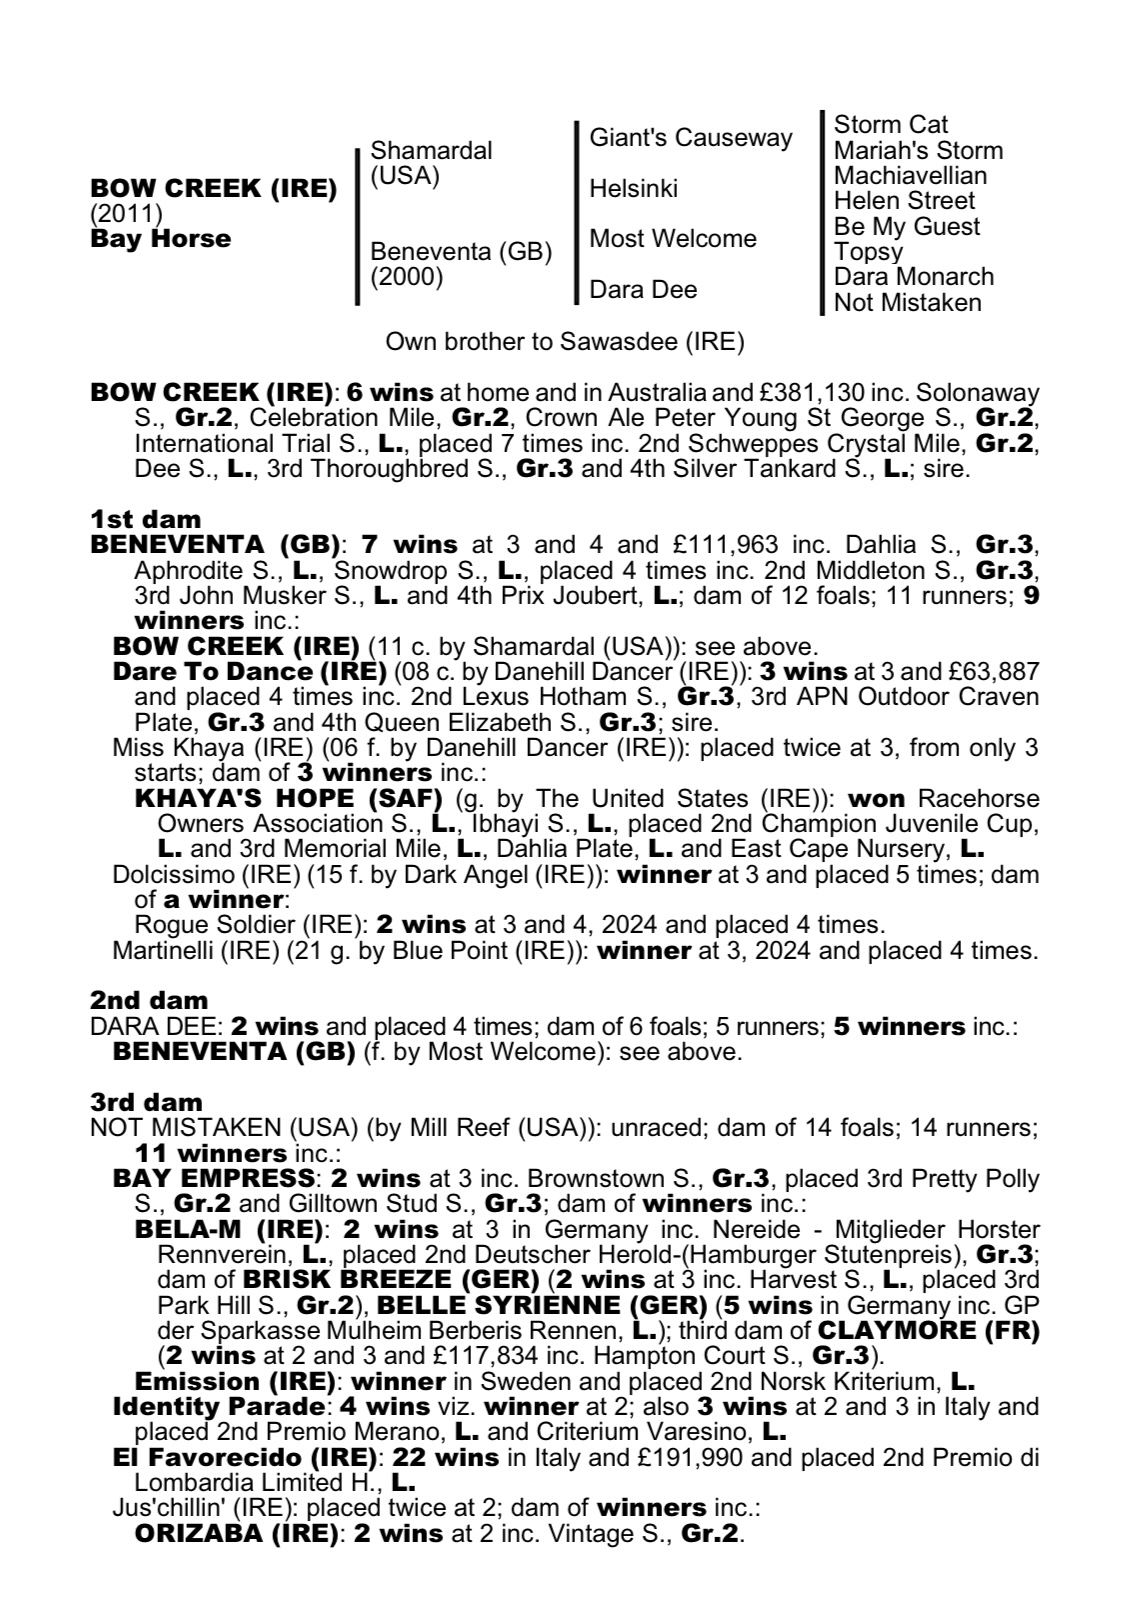 BOW CREEK (IRE)
(2011)
Bay Horse
Shamardal
(USA)
Beneventa (GB)
(2000)
Giant's Causeway
Helsinki
Most Welcome
Dara Dee
Storm Cat
Mariah's Storm
Machiavellian
Helen Street
Be My Guest
Topsy
Dara Monarch
Not Mistaken
Own brother to Sawasdee (IRE)
BOW CREEK (IRE): 6 wins at home and in Australia and £381,130 inc. Solonaway
S., Gr.2, Celebration Mile, Gr.2, Crown Ale Peter Young St George S., Gr.2,
International Trial S., L., placed 7 times inc. 2nd Schweppes Crystal Mile, Gr.2,
Dee S., L., 3rd Thoroughbred S., Gr.3 and 4th Silver Tankard S., L.; sire.
1st dam
BENEVENTA (GB): 7 wins at 3 and 4 and £111,963 inc. Dahlia S., Gr.3,
Aphrodite S., L., Snowdrop S., L., placed 4 times inc. 2nd Middleton S., Gr.3,
3rd John Musker S., L. and 4th Prix Joubert, L.; dam of 12 foals; 11 runners; 9
winners inc.:
BOW CREEK (IRE) (11 c. by Shamardal (USA)): see above.
Dare To Dance (IRE) (08 c. by Danehill Dancer (IRE)): 3 wins at 3 and £63,887
and placed 4 times inc. 2nd Lexus Hotham S., Gr.3, 3rd APN Outdoor Craven
Plate, Gr.3 and 4th Queen Elizabeth S., Gr.3; sire.
Miss Khaya (IRE) (06 f. by Danehill Dancer (IRE)): placed twice at 3, from only 3
starts; dam of 3 winners inc.:
KHAYA'S HOPE (SAF) (g. by The United States (IRE)): won Racehorse
Owners Association S., L., Ibhayi S., L., placed 2nd Champion Juvenile Cup,
L. and 3rd Memorial Mile, L., Dahlia Plate, L. and East Cape Nursery, L.
Dolcissimo (IRE) (15 f. by Dark Angel (IRE)): winner at 3 and placed 5 times; dam
of a winner:
Rogue Soldier (IRE): 2 wins at 3 and 4, 2024 and placed 4 times.
Martinelli (IRE) (21 g. by Blue Point (IRE)): winner at 3, 2024 and placed 4 times.
2nd dam
DARA DEE: 2 wins and placed 4 times; dam of 6 foals; 5 runners; 5 winners inc.:
BENEVENTA (GB) (f. by Most Welcome): see above.
3rd dam
NOT MISTAKEN (USA) (by Mill Reef (USA)): unraced; dam of 14 foals; 14 runners;
11 winners inc.:
BAY EMPRESS: 2 wins at 3 inc. Brownstown S., Gr.3, placed 3rd Pretty Polly
S., Gr.2 and Gilltown Stud S., Gr.3; dam of winners inc.:
BELA-M (IRE): 2 wins at 3 in Germany inc. Nereide - Mitglieder Horster
Rennverein, L., placed 2nd Deutscher Herold-(Hamburger Stutenpreis), Gr.3;
dam of BRISK BREEZE (GER) (2 wins at 3 inc. Harvest S., L., placed 3rd
Park Hill S., Gr.2), BELLE SYRIENNE (GER) (5 wins in Germany inc. GP
der Sparkasse Mulheim Berberis Rennen, L.); third dam of CLAYMORE (FR)
(2 wins at 2 and 3 and £117,834 inc. Hampton Court S., Gr.3).
Emission (IRE): winner in Sweden and placed 2nd Norsk Kriterium, L.
Identity Parade: 4 wins viz. winner at 2; also 3 wins at 2 and 3 in Italy and
placed 2nd Premio Merano, L. and Criterium Varesino, L.
El Favorecido (IRE): 22 wins in Italy and £191,990 and placed 2nd Premio di
Lombardia Limited H., L.
Jus'chillin' (IRE): placed twice at 2; dam of winners inc.:
ORIZABA (IRE): 2 wins at 2 inc. Vintage S., Gr.2.